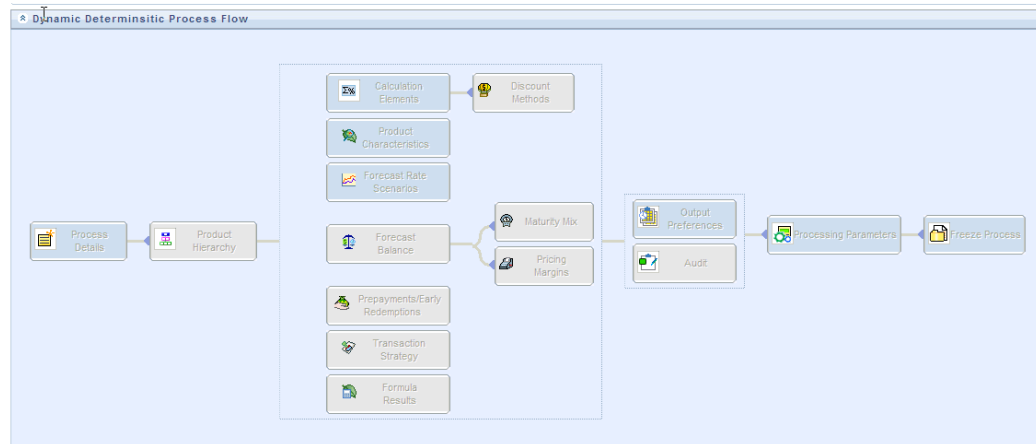 Dynamic Determinsitic Process Flow
Calculation
Elements
Discount
Methods
Product
Characteristics
Forecast Rate
Scenarios
Process
Details
Product
Hierarchy
Forecast
Balance
Maturity Mix
Pricing
Margins
Prepayments/Early
Redemptions
Transaction
Strategy
Formula
Results
Output
Preferences
Audit
Processing Parameters
Freeze Process